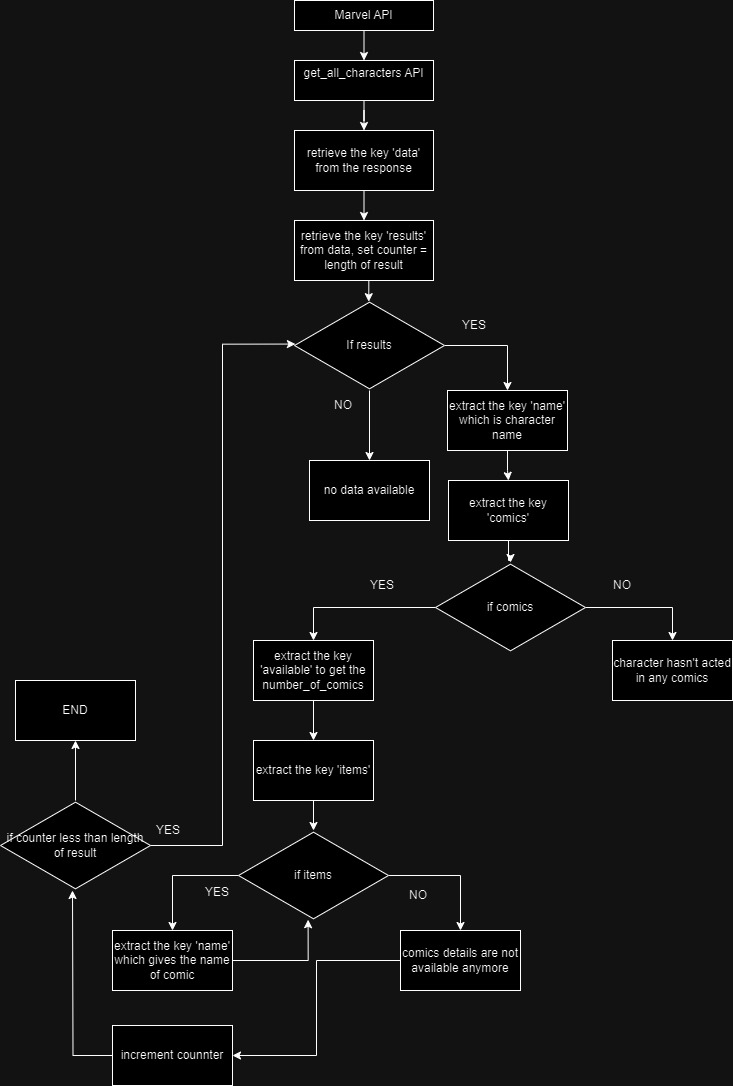 Marvel API
get_all_characters API
retrieve the key 'data'
from the response
retrieve the key 'results'
from data, set counter =
length of result
If results
YES
NO
extract the key 'name'
which is character
name
no data available
extract the key
'comics'
if comics
YES
NO
extract the key
'available' to get the
number_of_comics
character hasn't acted
in any comics
END
extract the key 'items'
if counter less than length
of result
YES
if items
YES
NO
extract the key 'name'
which gives the name
of comic
comics details are not
available anymore
increment counnter